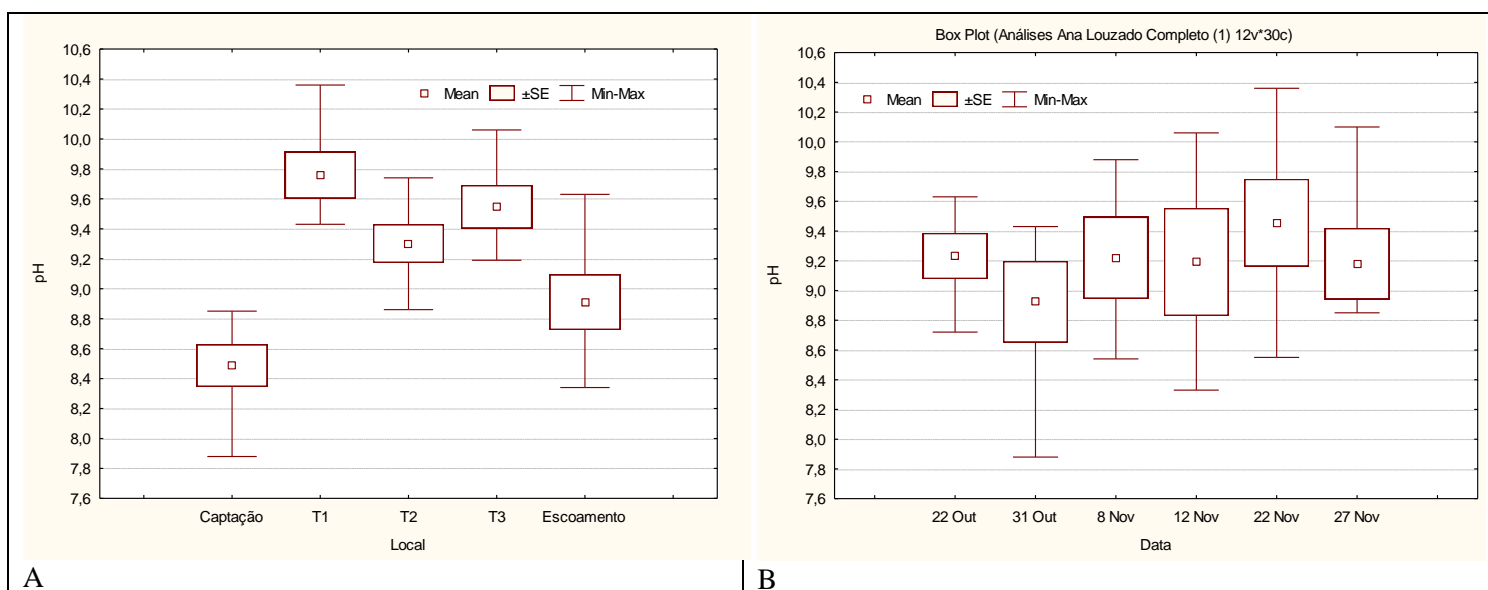 10,6
10,4
10,2
10,0
9,8
9,6
9,4
9,2
9,0
8,8
8,6
8,4
8,2
8,0
7,8
7,6
pH
Mean ±SE Min-Max
Captação T1 T2 T3 Escoamento
Local
A
Box Plot (Análises Ana Louzado Completo (1) 12v*30c)
10,6
10,4
10,2
10,0
9,8
9,6
9,4
9,2
9,0
8,8
8,6
8,4
8,2
8,0
7,8
7,6
pH
Mean ±SE Min-Max
22 Out 31 Out 8 Nov 12 Nov 22 Nov 27 Nov
Data
B